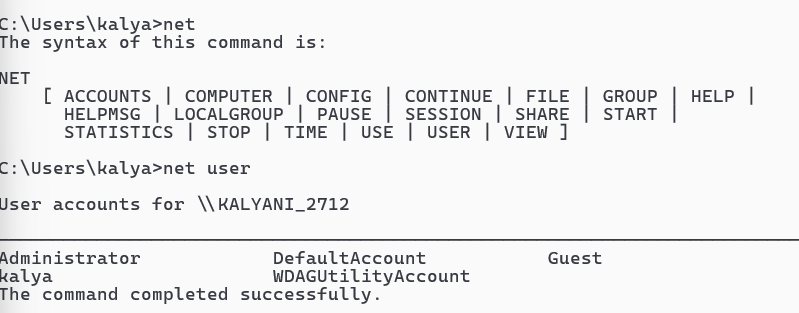 C:\Users\kalya>net
The syntax of this command is:
NET
[ ACCOUNTS | COMPUTER | CONFIG | CONTINUE | FILE | GROUP | HELP |
HELPMSG | LOCALGROUP | PAUSE | SESSION | SHARE | START |
STATISTICS | STOP | TIME | USE | USER | VIEW ]
C:\Users\kalya>net user
User accounts for \\KALYANI_2712
Administrator DefaultAccount Guest
kalya WDAGUtilityAccount
The command completed successfully.